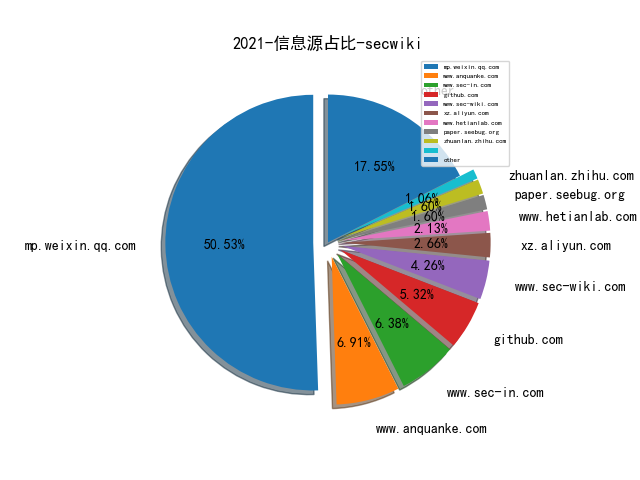 2021-信息源占比-secwiki
mp.weixin.qq.com
www.anquanke.com
www.sec-in.com
github.com
www.sec-wiki.com
xz.aliyun.com
www.hetianlab.com
paper.seebug.org
zhuanlan.zhihu.com
other
17.55%
1.06%
1.60%
1.60%
2.13%
2.66%
4.26%
5.32%
6.38%
6.91%
50.53%
zhuanlan.zhihu.com
paper.seebug.org
www.hetianlab.com
xz.aliyun.com
www.sec-wiki.com
github.com
www.sec-in.com
www.anquanke.com
mp.weixin.qq.com